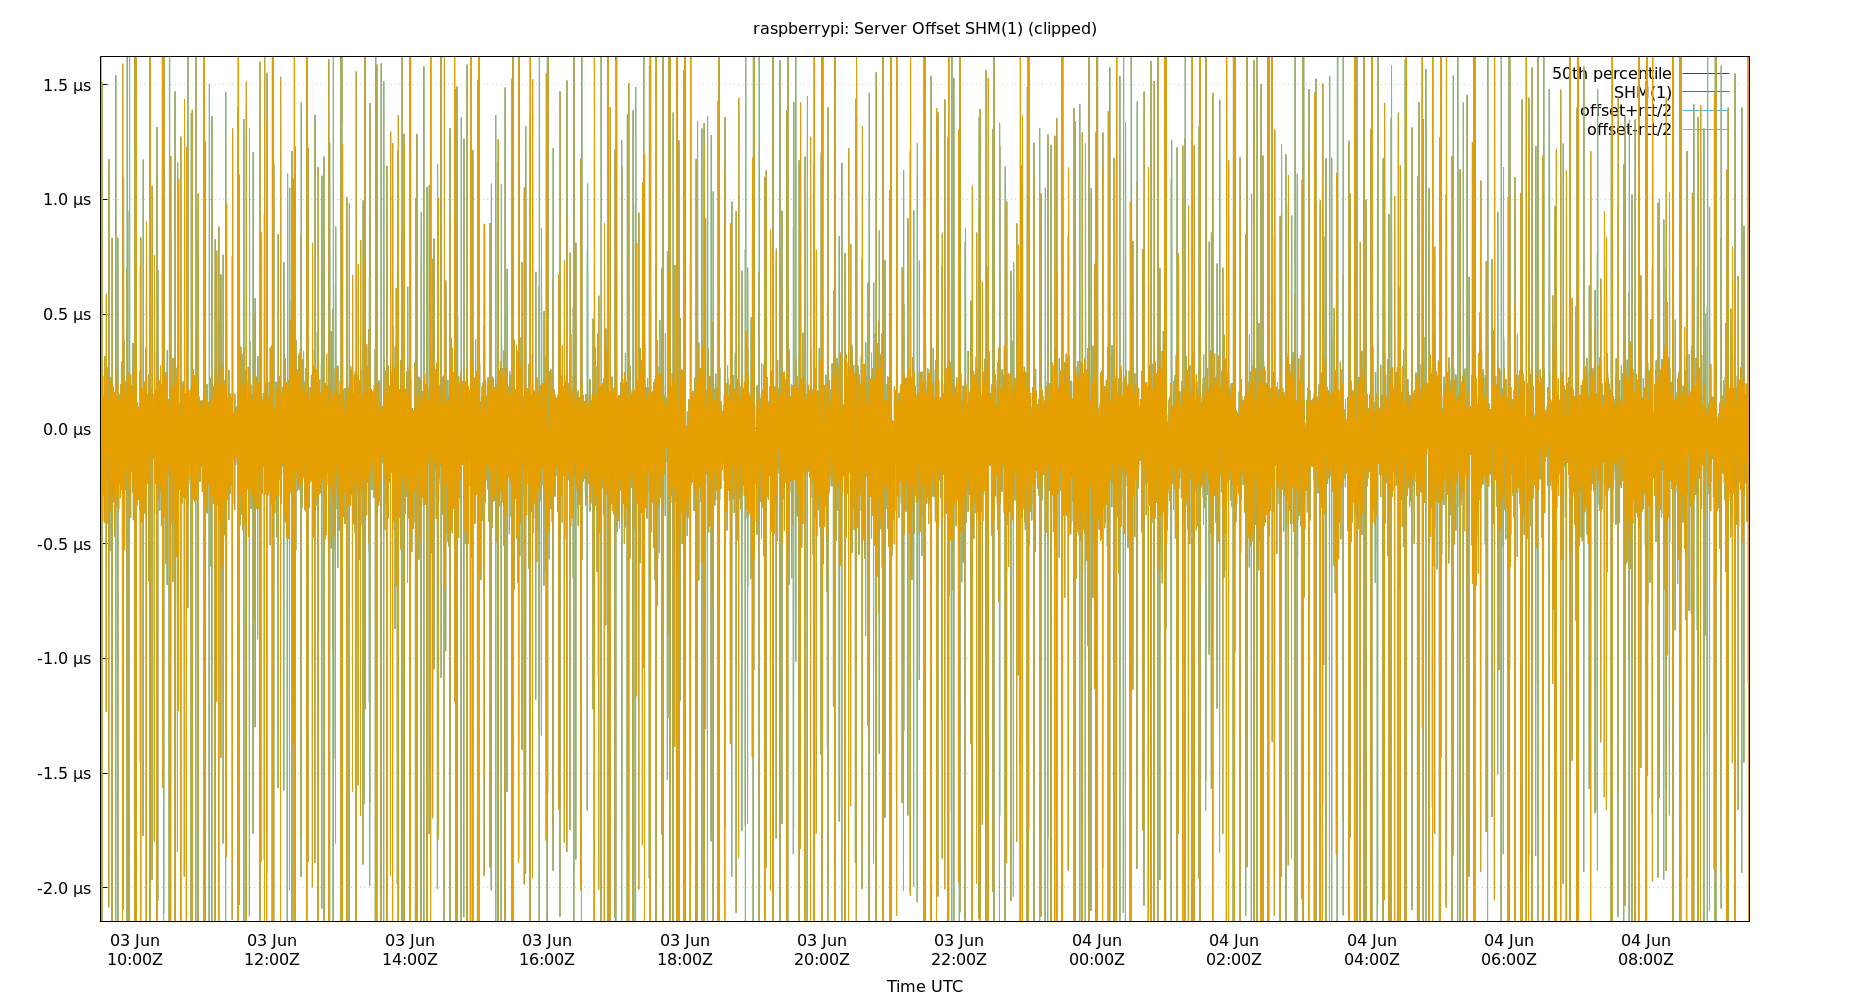 raspberrypi: Server Offset SHM(1) (clipped)
50th percentile
SHM(1)
offset+rtt/2
offset-rtt/2
1.5 µs
1.0 µs
0.5 µs
0.0 µs
-0.5 µs
-1.0 µs
-1.5 µs
-2.0 µs
03 Jun 03 Jun 03 Jun 03 Jun 03 Jun 03 Jun 03 Jun 04 Jun 04 Jun 04 Jun 04 Jun 04 Jun
10:00Z 12:00Z 14:00Z 16:00Z 18:00Z 20:00Z 22:00Z 00:00Z 02:00Z 04:00Z 06:00Z 08:00Z
Time UTC